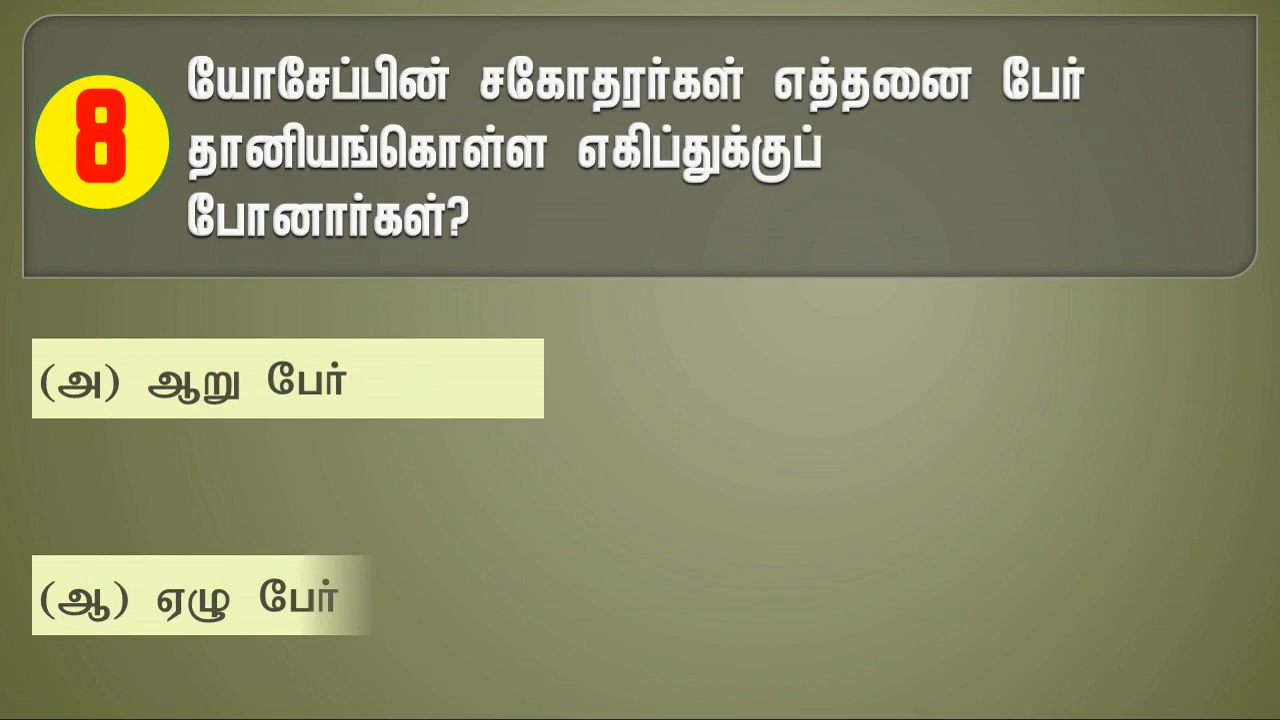 8
யோசேப்பின் சகோதரர்கள் எத்தனை பேர்
தானியங்கொள்ள எகிப்துக்குப்
போனார்கள்?
(அ) ஆறு பேர்
(ஆ) ஏழு பேர்